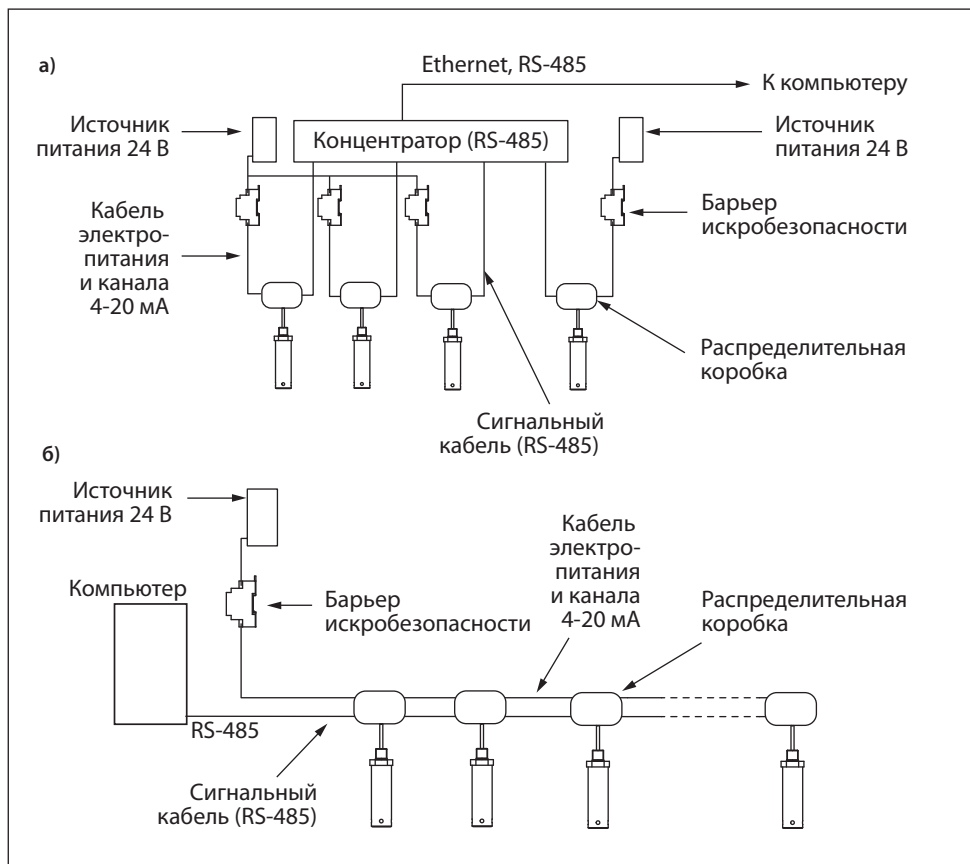 а)
Ethernet, RS-485
К компьютеру
Источник
питания 24 В
Концентратор (RS-485)
Источник
питания 24 В
Кабель
электро-
питания
и канала
4-20 мА
Барьер
искробезопасности
Распределительная
коробка
Сигнальный
кабель (RS-485)
б)
Источник
питания 24 В
Компьютер
Барьер
искробезопасности
Кабель
электро-
питания
и канала
4-20 мА
Распределительная
коробка
RS-485
Сигнальный
кабель (RS-485)